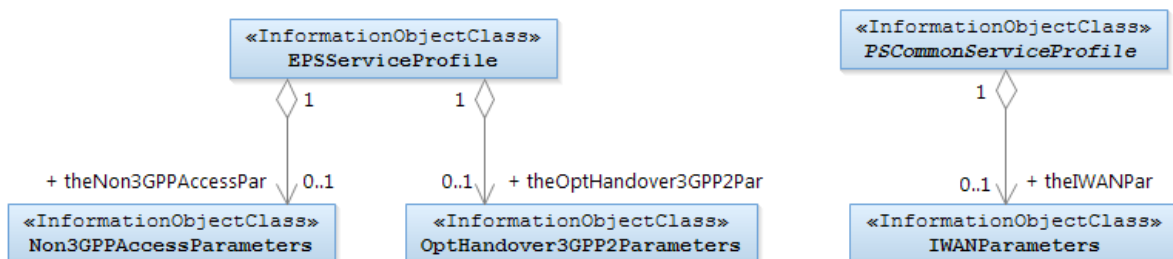 «InformationObjectClass»
EPSServiceProfile
«InformationObjectClass»
PSCommonServiceProfile
1
1
1
+ theNon3GPPAccessPar
0..1
0..1
+ theOptHandover3GPP2Par
0..1
+ theIWANPar
«InformationObjectClass»
Non3GPPAccessParameters
«InformationObjectClass»
OptHandover3GPP2Parameters
«InformationObjectClass»
IWANParameters